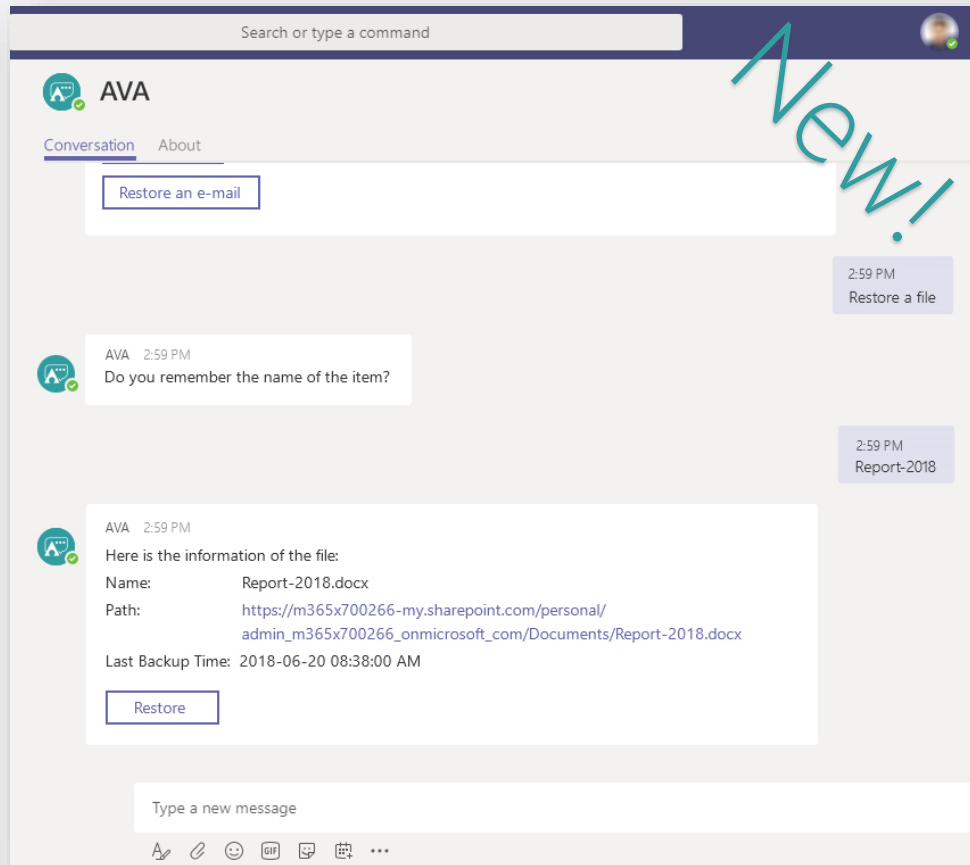 Search or type a command
New!
AVA
Conversation About
Restore an e-mail
2:59 PM
Restore a file
AVA 2:59 PM
Do you remember the name of the item?
2:59 PM
Report-2018
AVA 2:59 PM
Here is the information of the file:
Name: Report-2018.docx
Path: https://m365x700266-my.sharepoint.com/personal/
admin_m365x700266_onmicrosoft_com/Documents/Report-2018.docx
Last Backup Time: 2018-06-20 08:38:00 AM
Restore
Type a new message
GIF